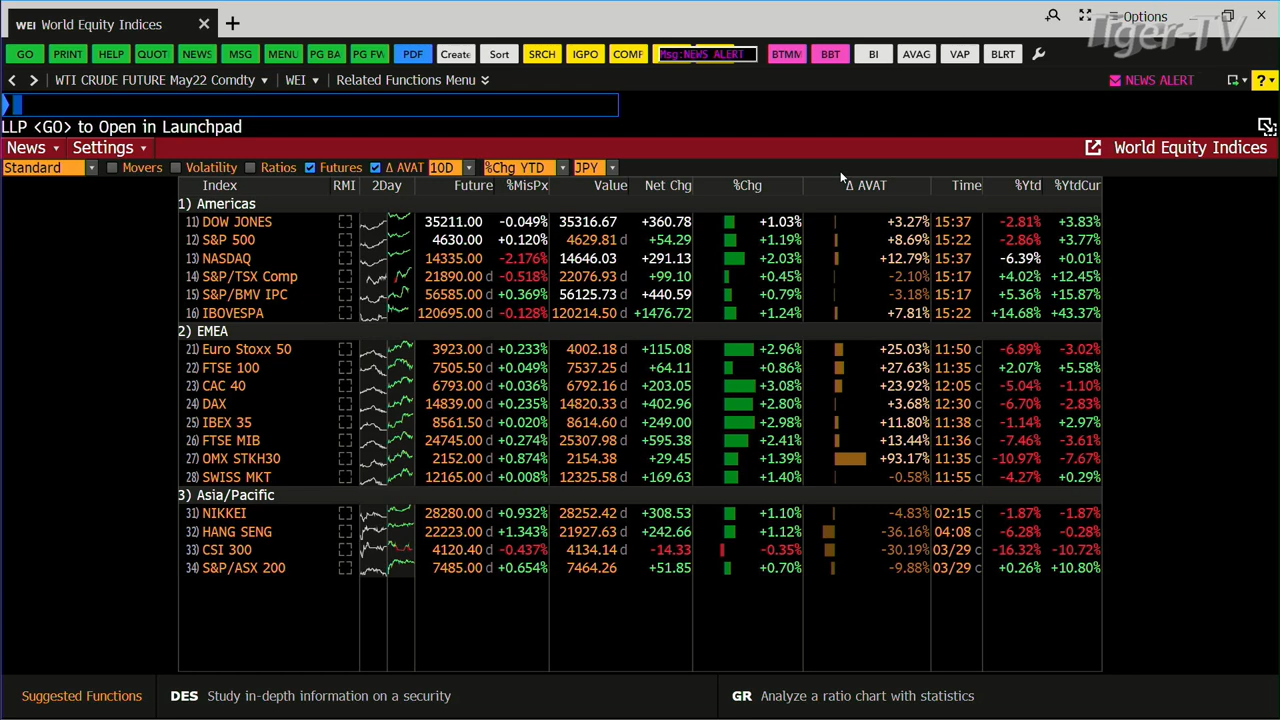 WEI World Equity Indices × +
Options
Tiger-TV
GO PRINT HELP QUOT NEWS MSG MENU PG BA PG FW PDF Create Sort SRCH IGPO COMF Msg:NEWS ALERT BTMM BBT BI AVAG VAP BLRT
WTI CRUDE FUTURE May22 Comdty WEI Related Functions Menu NEWS ALERT ?
LLP <GO> to Open in Launchpad
News Settings World Equity Indices
Standard Movers Volatility Ratios Futures Δ AVAT 10D %Chg YTD JPY
Index RMI 2Day Future %MisPx Value Net Chg %Chg Δ AVAT Time %Ytd %YtdCur
1) Americas
11) DOW JONES 35211.00 -0.049% 35316.67 +360.78 +1.03% +3.27% 15:37 -2.81% +3.83%
12) S&P 500 4630.00 +0.120% 4629.81 d +54.29 +1.19% +8.69% 15:22 -2.86% +3.77%
13) NASDAQ 14335.00 -2.176% 14646.03 +291.13 +2.03% +12.79% 15:37 -6.39% +0.01%
14) S&P/TSX Comp 21890.00 d -0.518% 22076.93 d +99.10 +0.45% -2.10% 15:17 +4.02% +12.45%
15) S&P/BMV IPC 56585.00 d +0.369% 56125.73 d +440.59 +0.79% -3.18% 15:17 +5.36% +15.87%
16) IBOVESPA 120695.00 d -0.128% 120214.50 d +1476.72 +1.24% +7.81% 15:22 +14.68% +43.37%
2) EMEA
21) Euro Stoxx 50 3923.00 d +0.233% 4002.18 d +115.08 +2.96% +25.03% 11:50 c -6.89% -3.02%
22) FTSE 100 7505.50 d +0.049% 7537.25 d +64.11 +0.86% +27.63% 11:35 c +2.07% +5.58%
23) CAC 40 6793.00 d +0.036% 6792.16 d +203.05 +3.08% +23.92% 12:05 c -5.04% -1.10%
24) DAX 14839.00 d +0.235% 14820.33 d +402.96 +2.80% +3.68% 12:30 c -6.70% -2.83%
25) IBEX 35 8561.50 d +0.020% 8614.60 d +249.00 +2.98% +11.80% 11:38 c -1.14% +2.97%
26) FTSE MIB 24745.00 d +0.274% 25307.98 d +595.38 +2.41% +13.44% 11:36 c -7.46% -3.61%
27) OMX STKH30 2152.00 d +0.874% 2154.38 d +29.45 +1.39% +93.17% 11:35 c -10.97% -7.67%
28) SWISS MKT 12165.00 d +0.008% 12325.58 d +169.63 +1.40% -0.58% 11:55 c -4.27% +0.29%
3) Asia/Pacific
31) NIKKEI 28280.00 d +0.932% 28252.42 d +308.53 +1.10% -4.83% 02:15 c -1.87% -1.87%
32) HANG SENG 22223.00 d +1.343% 21927.63 d +242.66 +1.12% -36.16% 04:08 c -6.28% -0.28%
33) CSI 300 4120.40 d -0.437% 4134.14 d -14.33 -0.35% -30.19% 03/29 c -16.32% -10.72%
34) S&P/ASX 200 7485.00 d +0.654% 7464.26 +51.85 +0.70% -9.88% 03/29 c +0.26% +10.80%
Suggested Functions DES Study in-depth information on a security GR Analyze a ratio chart with statistics